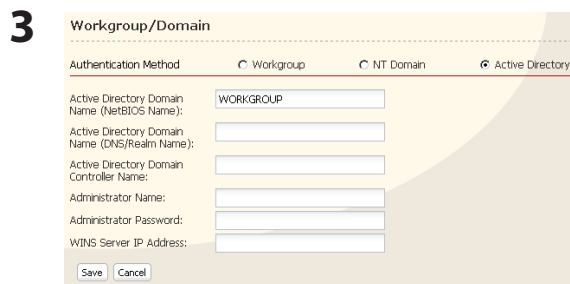 3
Workgroup/Domain
Authentication Method Workgroup NT Domain Active Directory
Active Directory Domain
Name (NetBIOS Name): WORKGROUP
Active Directory Domain
Name (DNS/Realm Name):
Active Directory Domain
Controller Name:
Administrator Name:
Administrator Password:
WINS Server IP Address:
Save Cancel